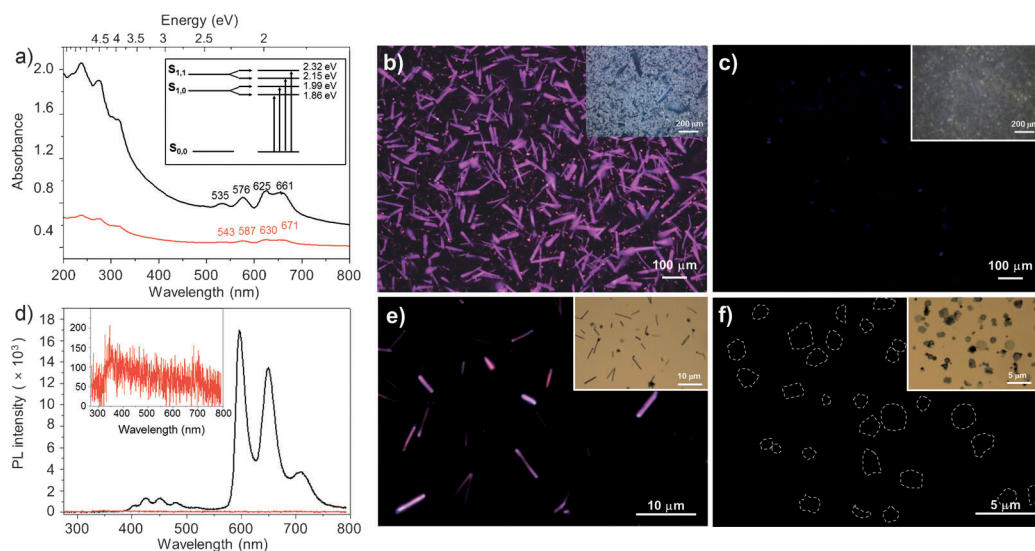 Energy (eV)
4.5 4 3.5 3 2.5 2
a)
2.0
1.6
1.2
0.8
0.4
Absorbance
S1,1
S1,0
S0,0
2.32 eV
2.15 eV
1.99 eV
1.86 eV
535 576 625 661
543 587 630 671
200 300 400 500 600 700 800
Wavelength (nm)
b)
200 μm
100 μm
c)
200 μm
100 μm
d)
PL intensity ( × 10³)
18
16
14
12
10
8
6
4
2
0
300 400 500 600 700 800
Wavelength (nm)
250
200
150
100
50
0
300 400 500 600 700 800
Wavelength (nm)
e)
10 μm
10 μm
f)
5 μm
5 μm